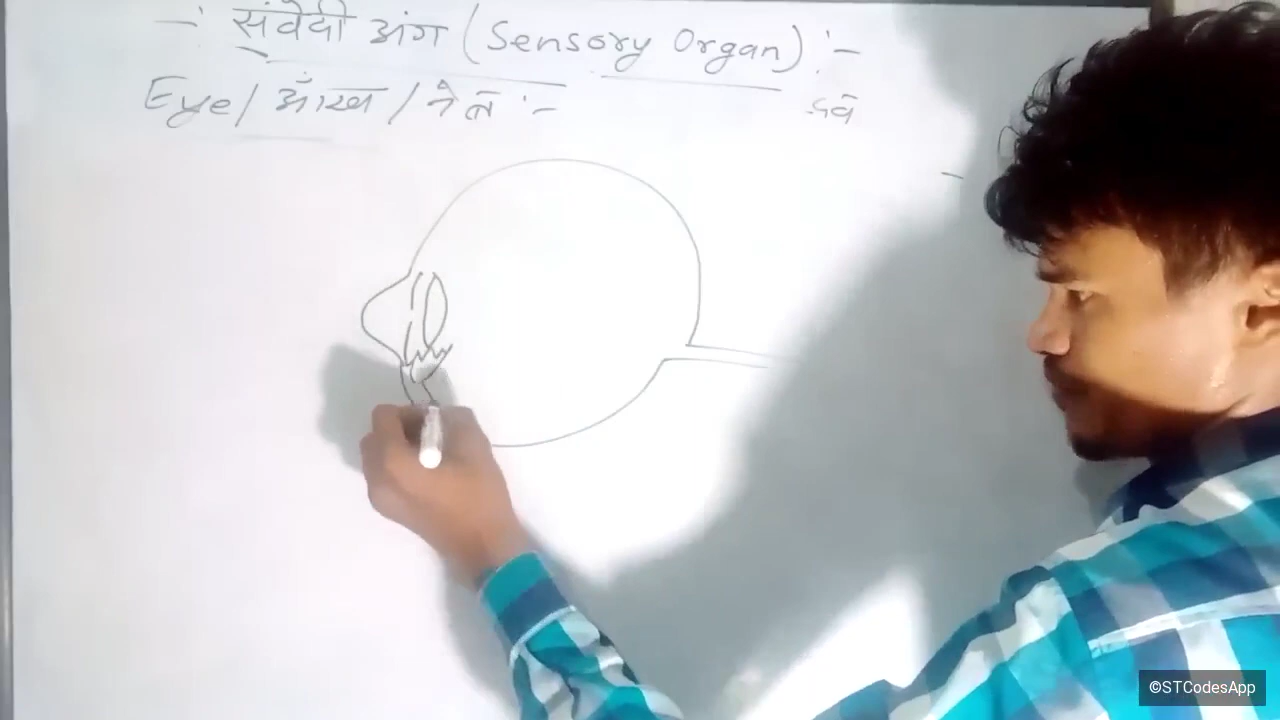 -: संवेदी अंग (Sensory Organ) :-
Eye / आँख / नेत्र :-
©STCodesApp